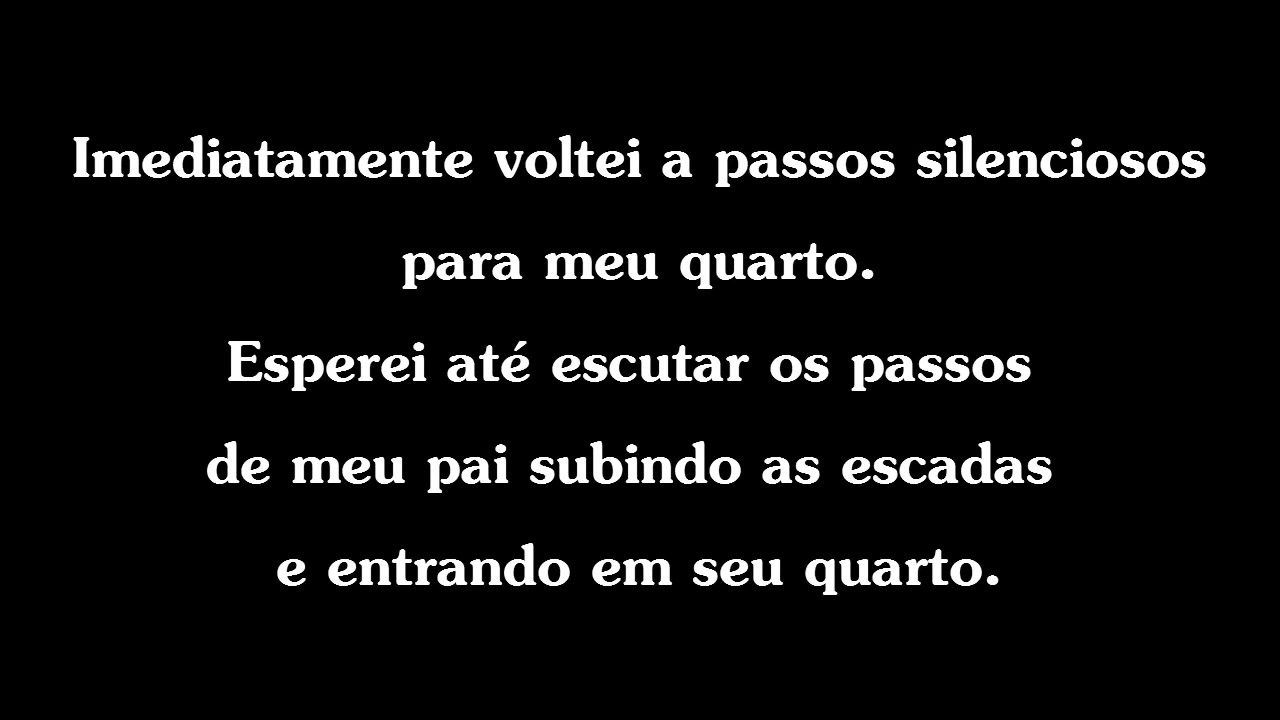 Imediatamente voltei a passos silenciosos
para meu quarto.
Esperei até escutar os passos
de meu pai subindo as escadas
e entrando em seu quarto.